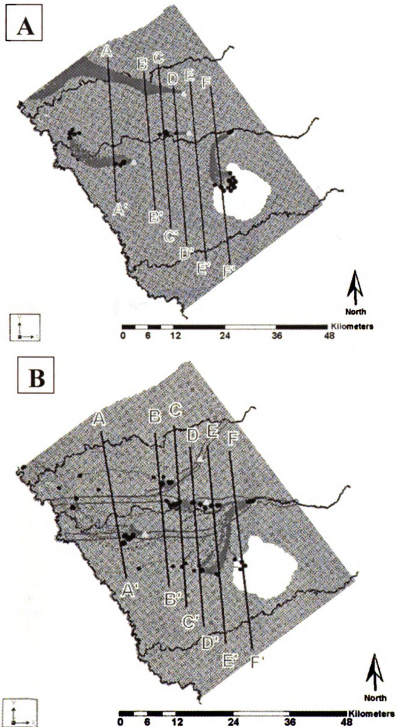 A
A B C D E F
A' B' C' D' E' F'
North
Kilometers
0 6 12 24 36 48
B
A B C D E F
A' B' C' D' E' F'
North
Kilometers
0 6 12 24 36 48